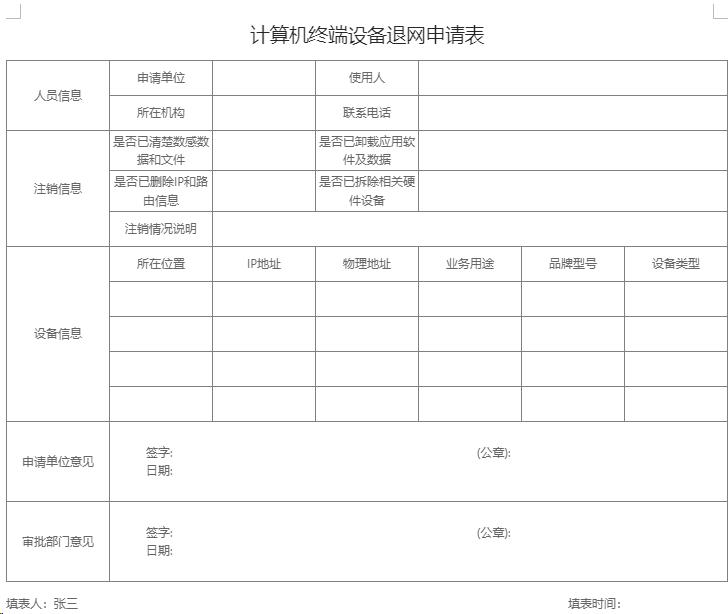 计算机终端设备退网申请表
人员信息
申请单位
使用人
所在机构
联系电话
注销信息
是否已清楚数感数
据和文件
是否已卸载应用软
件及数据
是否已删除IP和路
由信息
是否已拆除相关硬
件设备
注销情况说明
设备信息
所在位置
IP地址
物理地址
业务用途
品牌型号
设备类型
申请单位意见
签字:
(公章):
日期:
审批部门意见
签字:
(公章):
日期:
填表人：张三
填表时间：